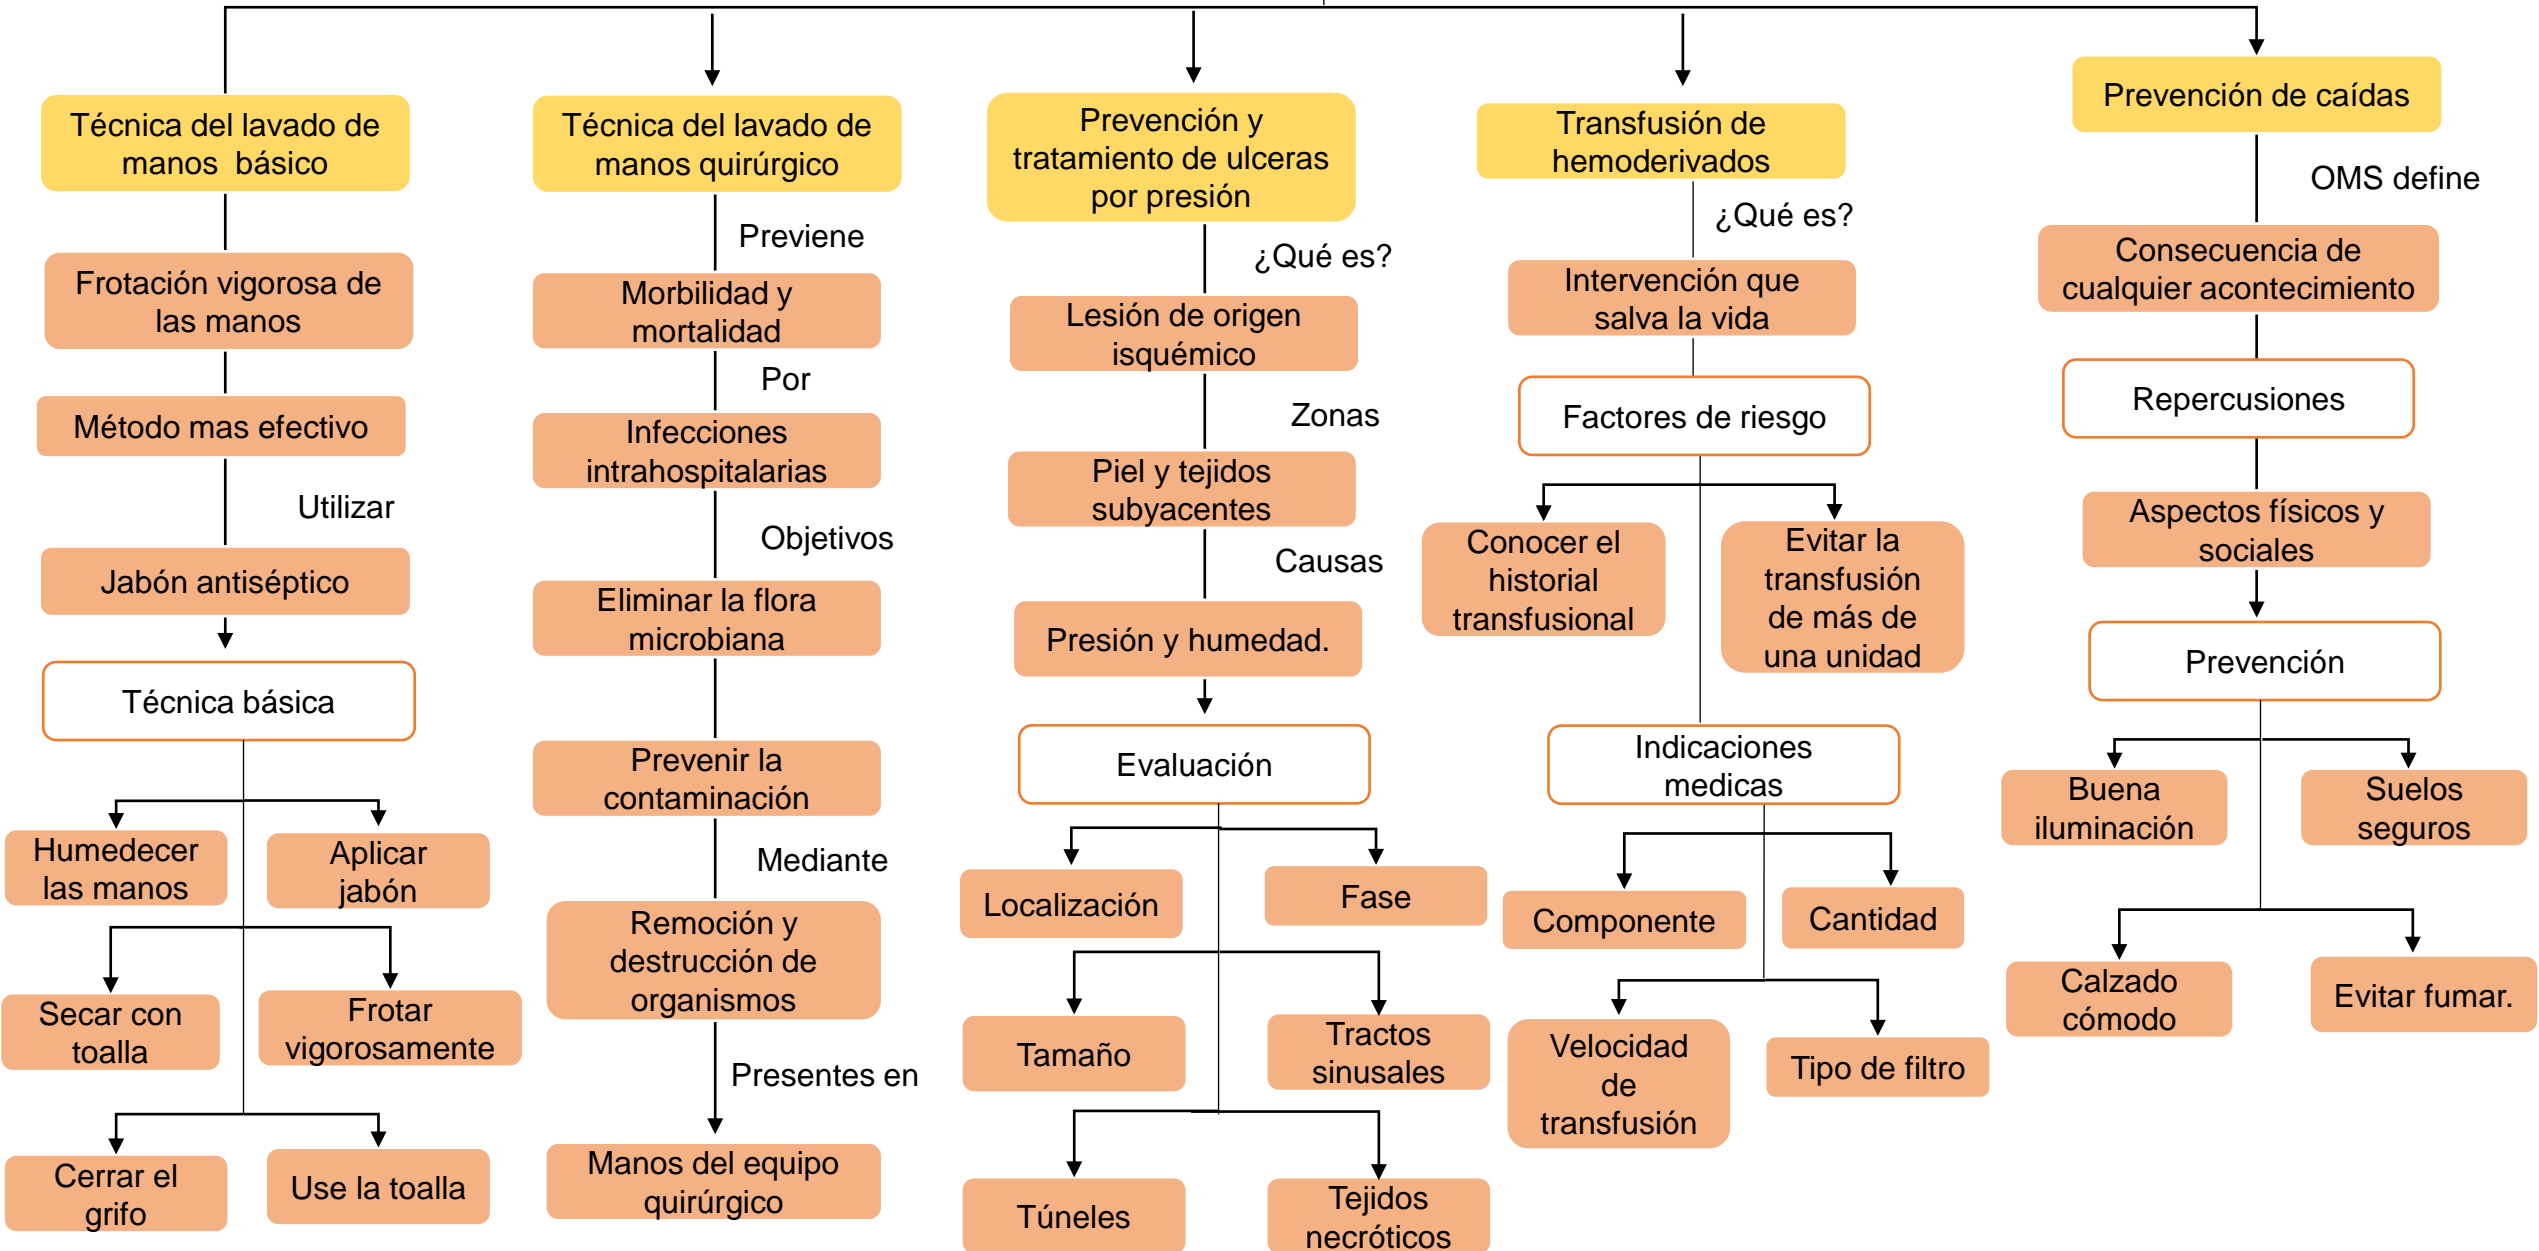 Técnica del lavado de
manos básico
Frotación vigorosa de
las manos
Método mas efectivo
Utilizar
Jabón antiséptico
Técnica básica
Humedecer
las manos
Aplicar
jabón
Secar con
toalla
Frotar
vigorosamente
Cerrar el
grifo
Use la toalla
Técnica del lavado de
manos quirúrgico
Previene
Morbilidad y
mortalidad
Por
Infecciones
intrahospitalarias
Objetivos
Eliminar la flora
microbiana
Prevenir la
contaminación
Mediante
Remoción y
destrucción de
organismos
Presentes en
Manos del equipo
quirúrgico
Prevención y
tratamiento de ulceras
por presión
¿Qué es?
Lesión de origen
isquémico
Zonas
Piel y tejidos
subyacentes
Causas
Presión y humedad.
Evaluación
Localización
Fase
Tamaño
Tractos
sinusales
Túneles
Tejidos
necróticos
Transfusión de
hemoderivados
¿Qué es?
Intervención que
salva la vida
Factores de riesgo
Conocer el
historial
transfusional
Evitar la
transfusión
de más de
una unidad
Indicaciones
medicas
Componente
Cantidad
Velocidad
de
transfusión
Tipo de filtro
Prevención de caídas
OMS define
Consecuencia de
cualquier acontecimiento
Repercusiones
Aspectos físicos y
sociales
Prevención
Buena
iluminación
Suelos
seguros
Calzado
cómodo
Evitar fumar.